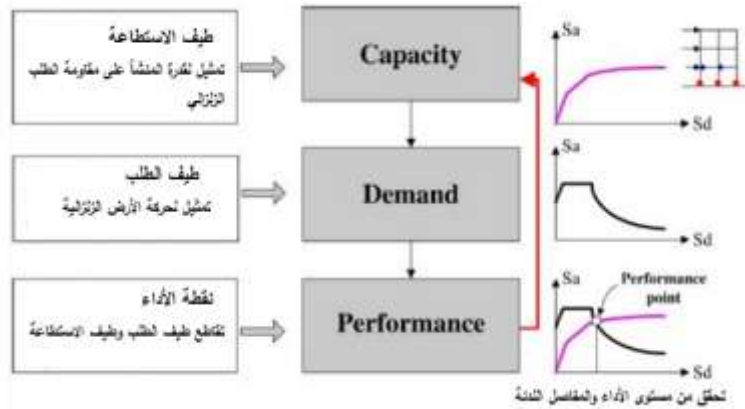 طيف الاستطاعة
تمثيل لقدرة المنشأ على مقاومة الطلب
الزلزالي
Capacity
Sa
Sd
طيف الطلب
تمثيل لحركة الأرض الزلزالية
Demand
Sa
Sd
نقطة الأداء
تقاطع طيف الطلب وطيف الاستطاعة
Performance
Sa
Performance
point
Sd
تحقق من مستوى الأداء والمفاصل اللدنة